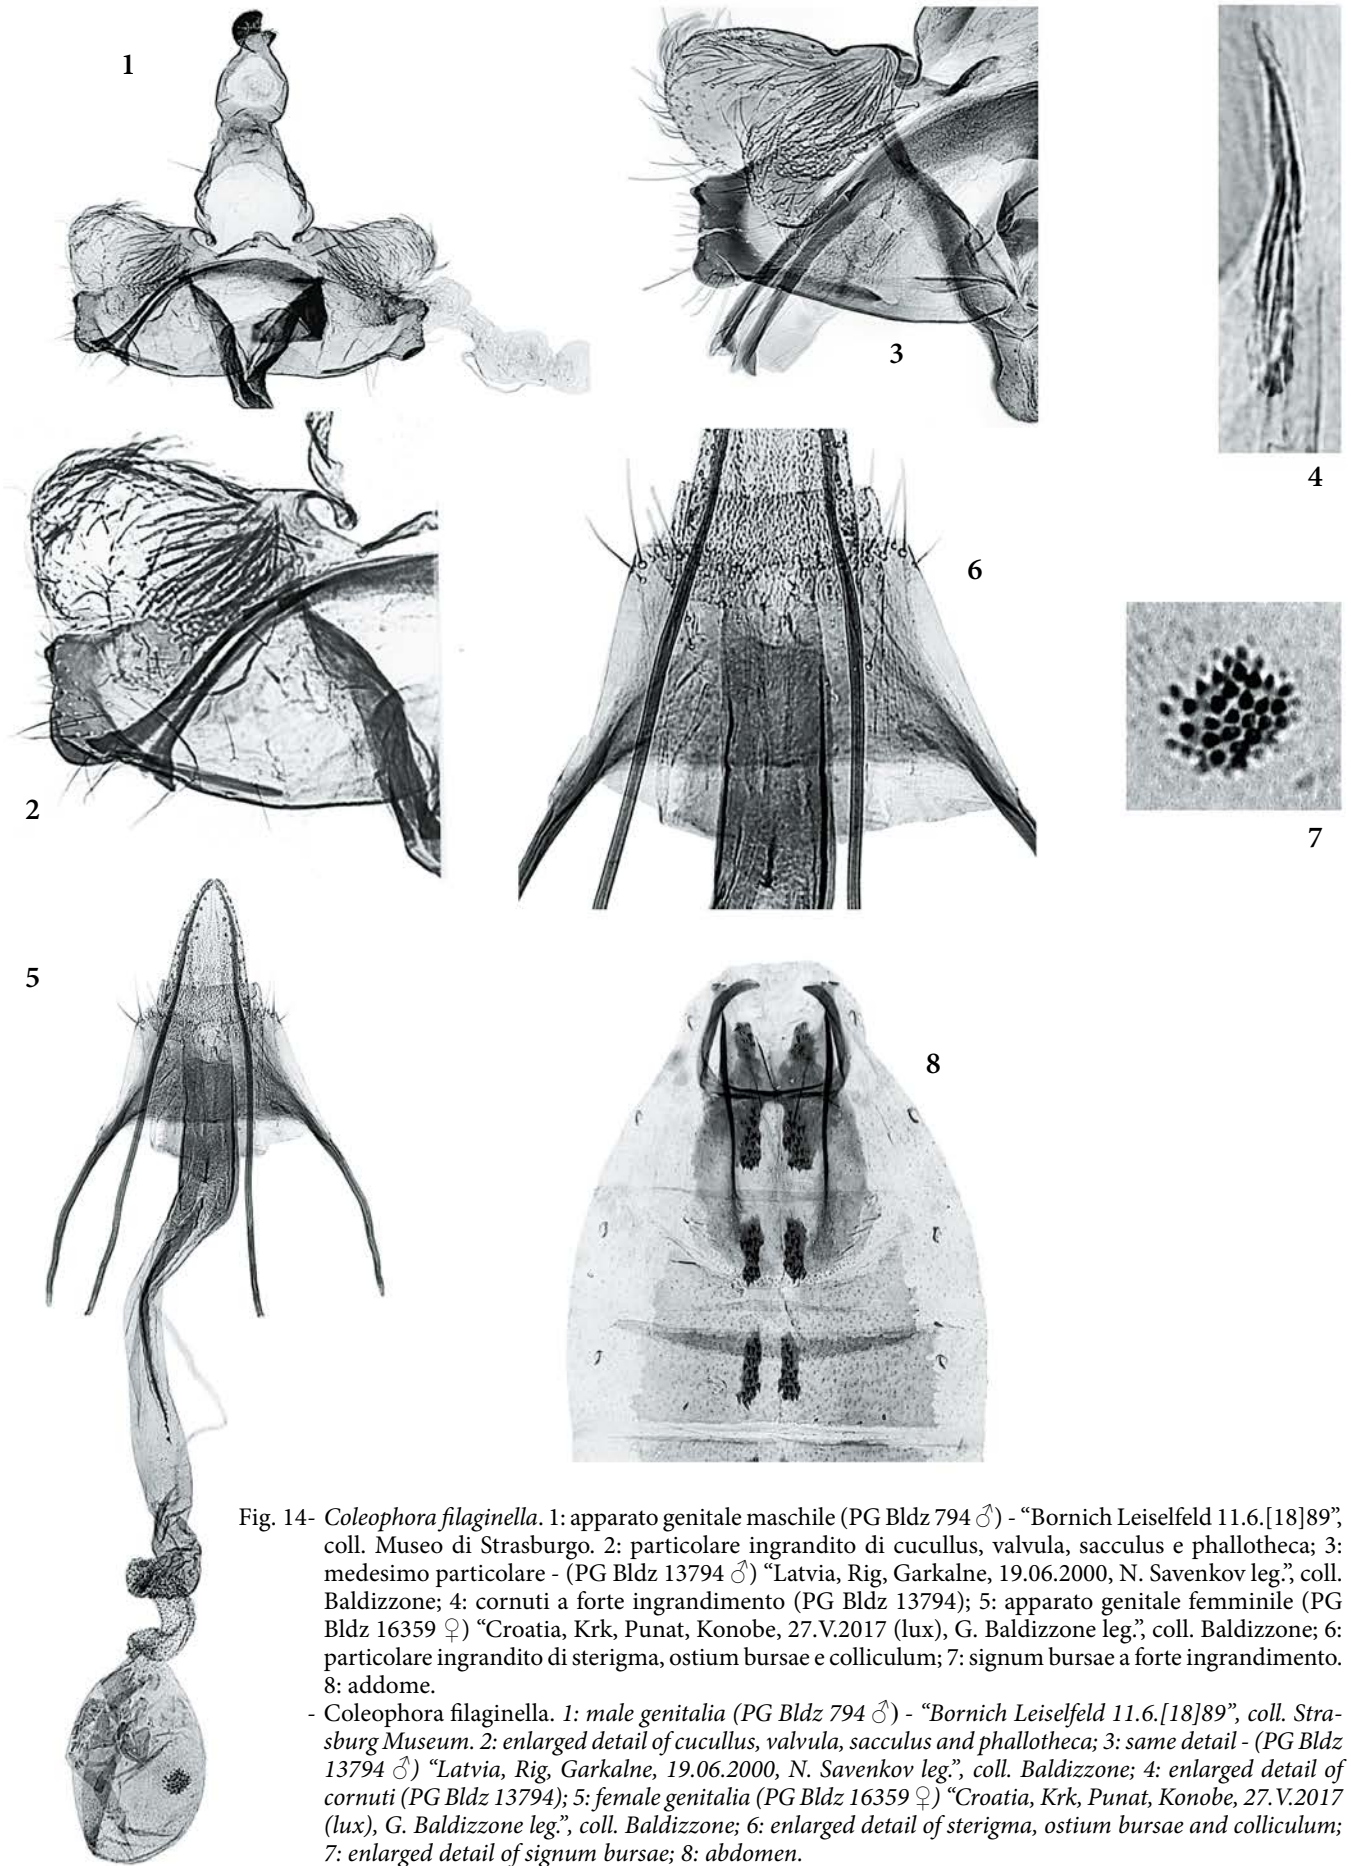 1
3
4
2
6
7
5
8
Fig. 14- Coleophora filaginella. 1: apparato genitale maschile (PG Bldz 794 ♂) - “Bornich Leiselfeld 11.6.[18]89”,
coll. Museo di Strasburgo. 2: particolare ingrandito di cucullus, valvula, sacculus e phallotheca; 3:
medesimo particolare - (PG Bldz 13794 ♂) “Latvia, Rig, Garkalne, 19.06.2000, N. Savenkov leg.”, coll.
Baldizzone; 4: cornuti a forte ingrandimento (PG Bldz 13794); 5: apparato genitale femminile (PG
Bldz 16359 ♀) “Croatia, Krk, Punat, Konobe, 27.V.2017 (lux), G. Baldizzone leg.”, coll. Baldizzone; 6:
particolare ingrandito di sterigma, ostium bursae e colliculum; 7: signum bursae a forte ingrandimento.
8: addome.
- Coleophora filaginella. 1: male genitalia (PG Bldz 794 ♂) - “Bornich Leiselfeld 11.6.[18]89”, coll. Stra-
sburg Museum. 2: enlarged detail of cucullus, valvula, sacculus and phallotheca; 3: same detail - (PG Bldz
13794 ♂) “Latvia, Rig, Garkalne, 19.06.2000, N. Savenkov leg.”, coll. Baldizzone; 4: enlarged detail of
cornuti (PG Bldz 13794); 5: female genitalia (PG Bldz 16359 ♀) “Croatia, Krk, Punat, Konobe, 27.V.2017
(lux), G. Baldizzone leg.”, coll. Baldizzone; 6: enlarged detail of sterigma, ostium bursae and colliculum;
7: enlarged detail of signum bursae; 8: abdomen.